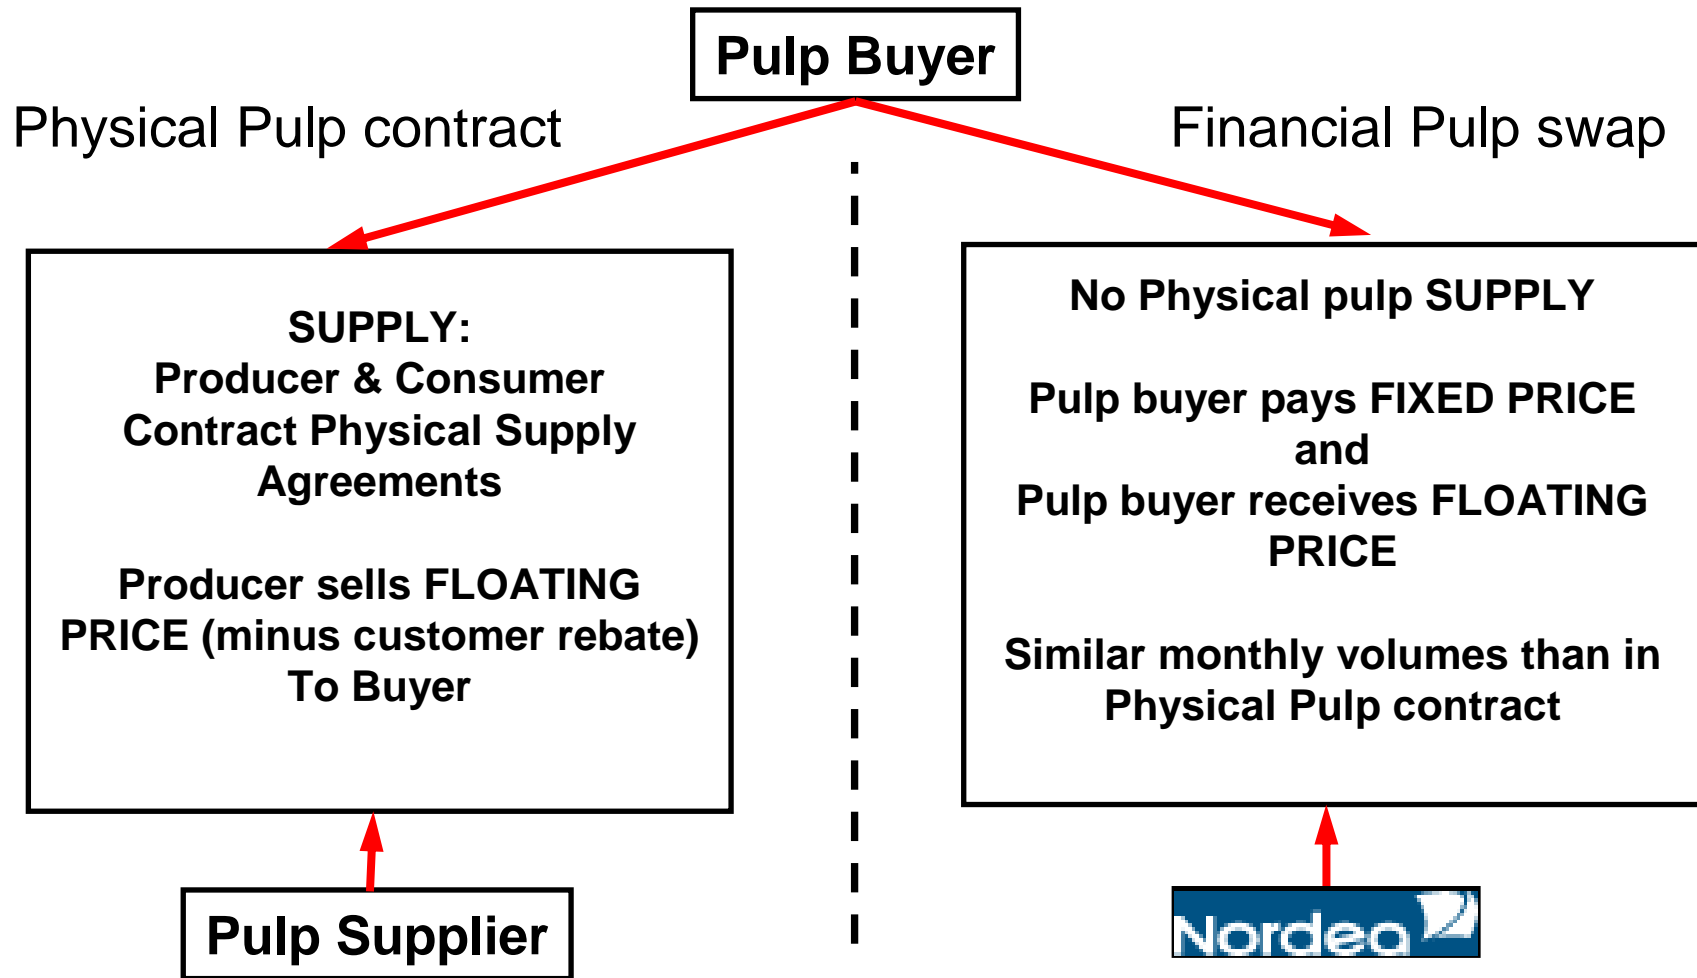 Pulp Buyer
Physical Pulp contract
Financial Pulp swap
SUPPLY:
Producer & Consumer
Contract Physical Supply
Agreements
Producer sells FLOATING
PRICE (minus customer rebate)
To Buyer
No Physical pulp SUPPLY
Pulp buyer pays FIXED PRICE
and
Pulp buyer receives FLOATING
PRICE
Similar monthly volumes than in
Physical Pulp contract
Pulp Supplier
Nordea